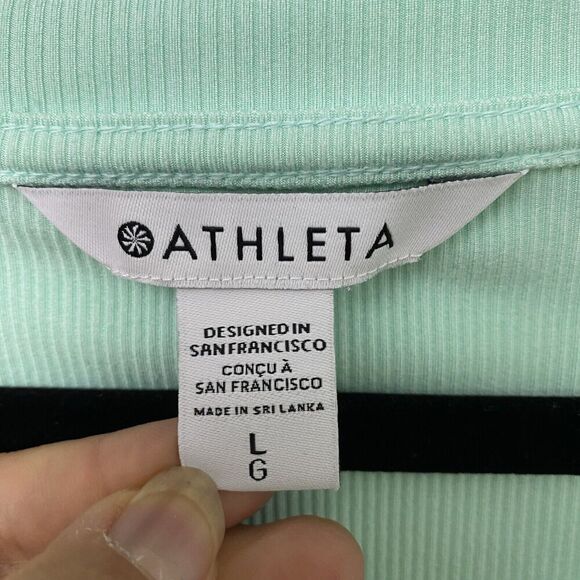 ATHLETA
DESIGNED IN
SAN FRANCISCO
CONÇU À
SAN FRANCISCO
MADE IN SRI LANKA
L
G